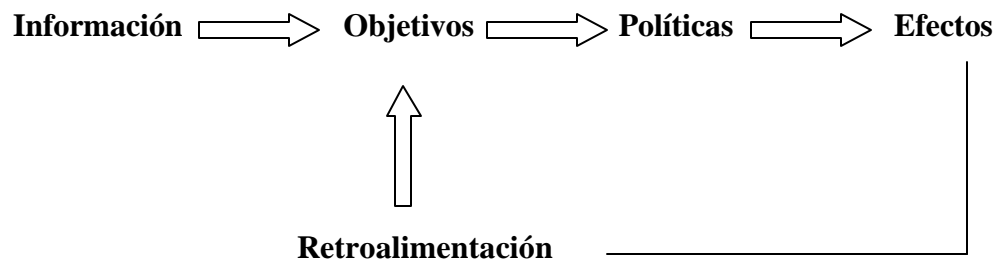 Información Objetivos Políticas Efectos
Retroalimentación